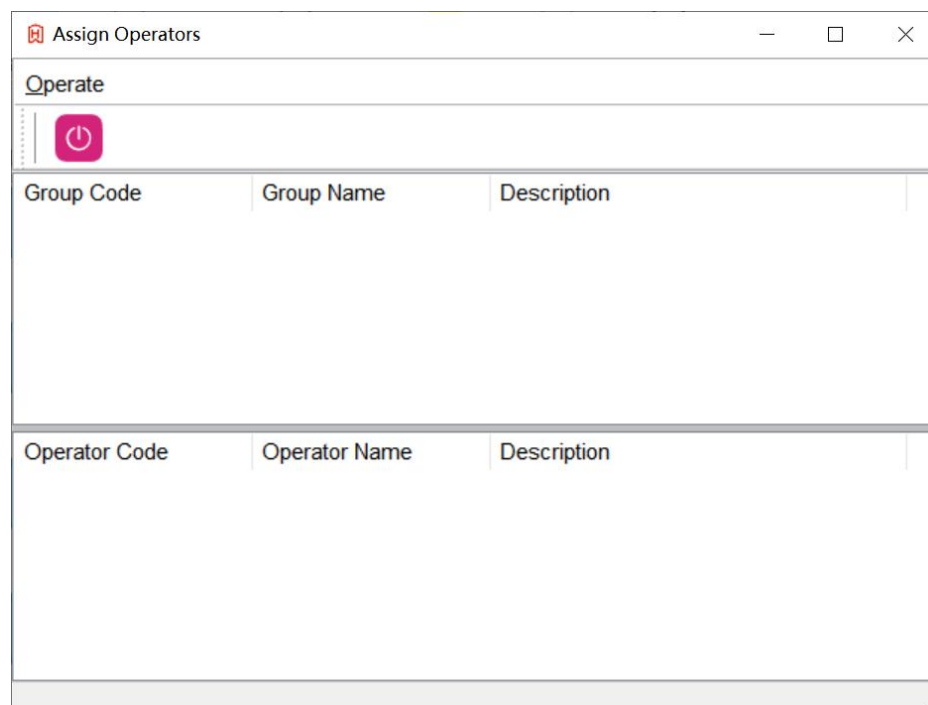 Assign Operators
Operate
Group Code Group Name Description
Operator Code Operator Name Description